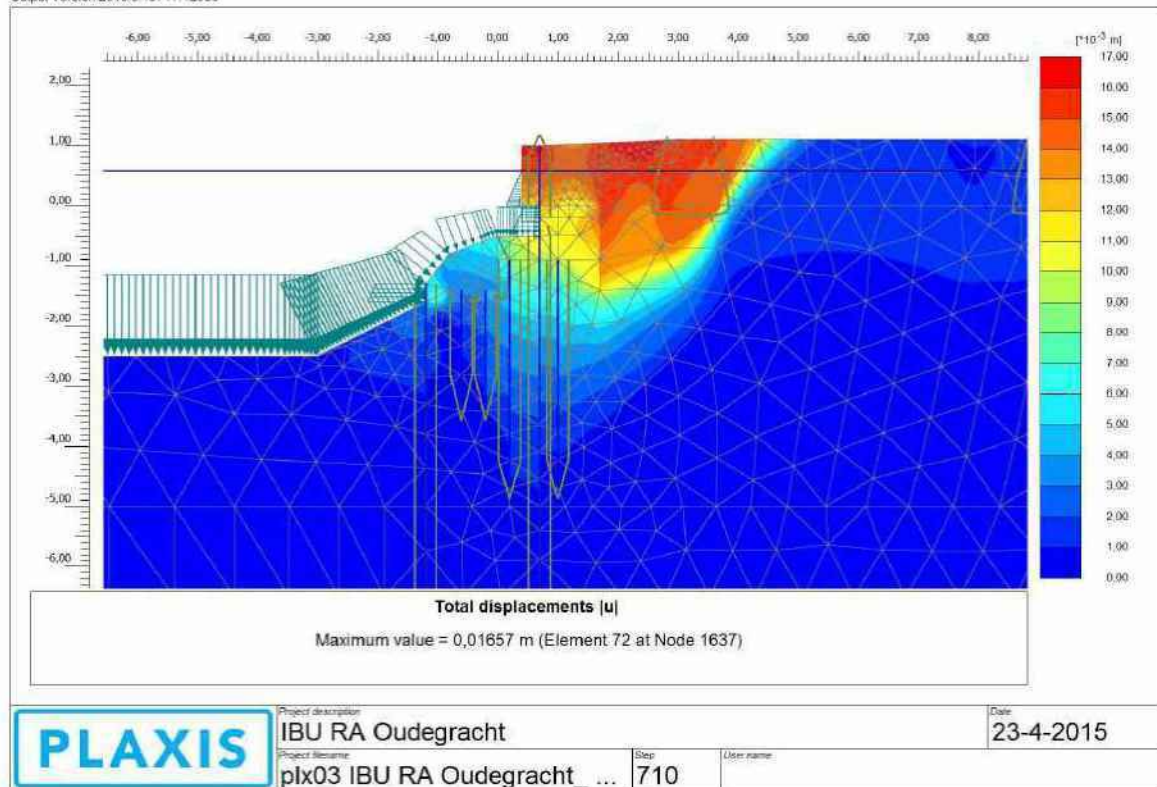 -6,00 -5,00 -4,00 -3,00 -2,00 -1,00 0,00 1,00 2,00 3,00 4,00 5,00 6,00 7,00 8,00
[*10⁻³ m]
2,00
1,00
0,00
-1,00
-2,00
-3,00
-4,00
-5,00
-6,00
17,00
16,00
15,00
14,00
13,00
12,00
11,00
10,00
9,00
8,00
7,00
6,00
5,00
4,00
3,00
2,00
1,00
0,00
Total displacements |u|
Maximum value = 0,01657 m (Element 72 at Node 1637)
PLAXIS
Project description
IBU RA Oudegracht
Date
23-4-2015
Project filename
plx03 IBU RA Oudegracht_ ...
Step
710
User name